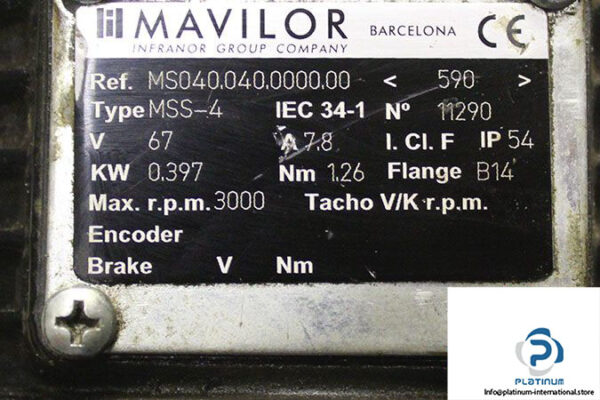 MAVILOR BARCELONA CE
INFRANOR GROUP COMPANY
Ref. MS040.040.0000.00 < 590 >
Type MSS-4 IEC 34-1 Nº 11290
V 67 A 7.8 I. Cl. F IP 54
KW 0.397 Nm 1.26 Flange B14
Max. r.p.m. 3000 Tacho V/K r.p.m.
Encoder
Brake V Nm
PLATINUM
info@platinum-international.store